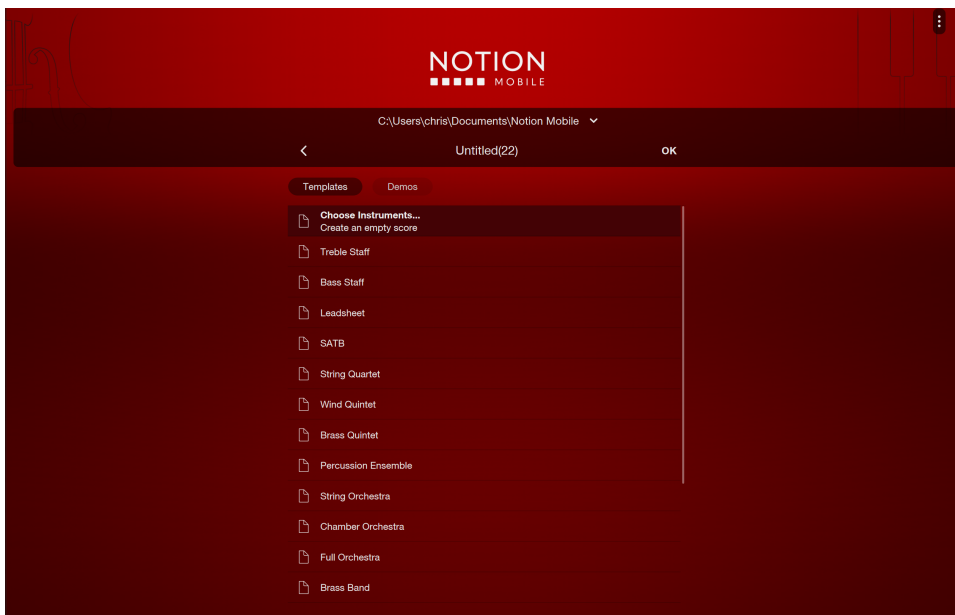 NOTION
MOBILE
C:\Users\chris\Documents\Notion Mobile
Untitled(22)
OK
Templates
Demos
Choose Instruments...
Create an empty score
Treble Staff
Bass Staff
Leadsheet
SATB
String Quartet
Wind Quintet
Brass Quintet
Percussion Ensemble
String Orchestra
Chamber Orchestra
Full Orchestra
Brass Band